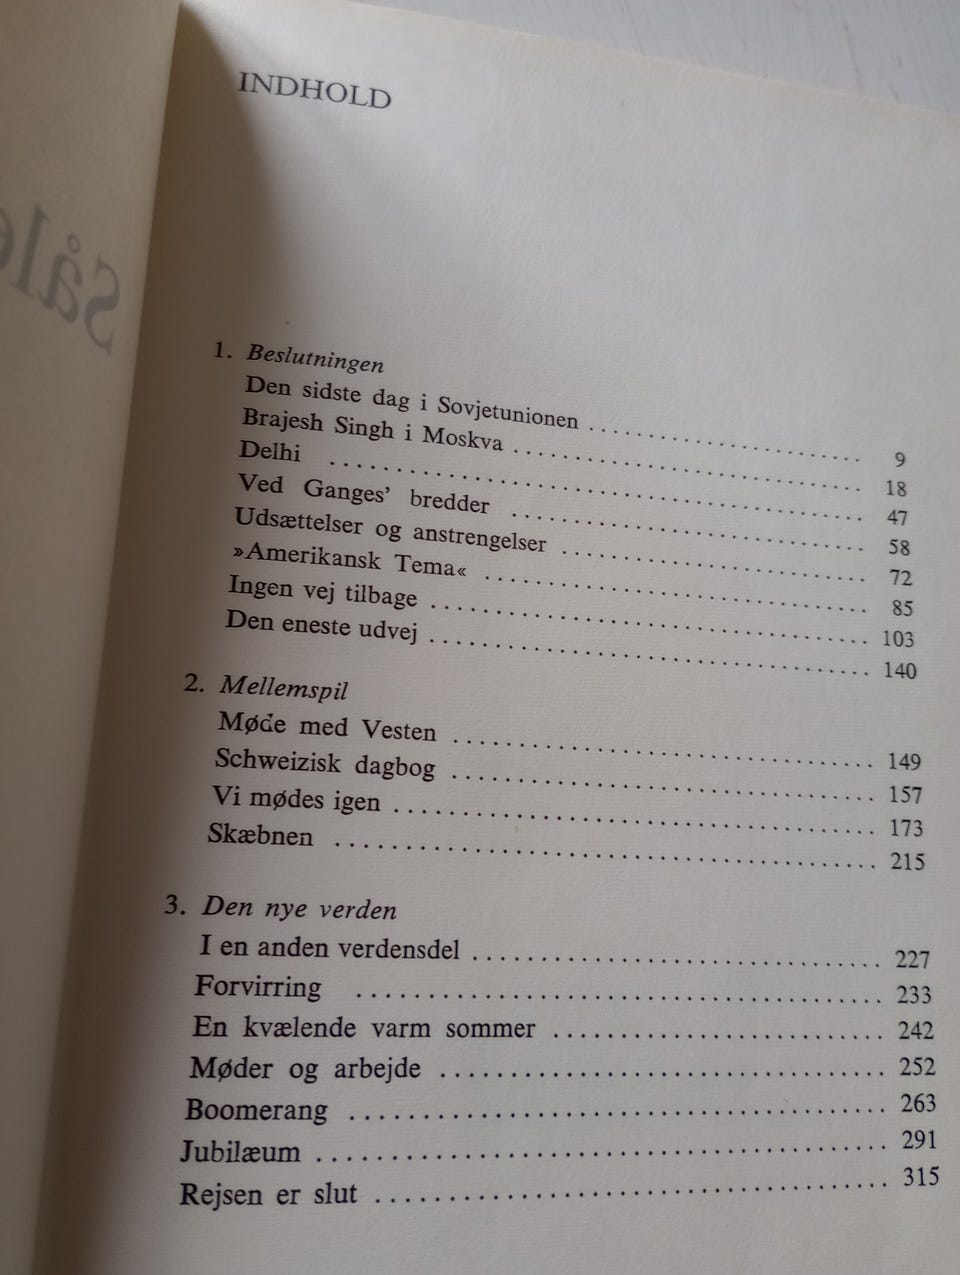 INDHOLD
1. Beslutningen
Den sidste dag i Sovjetunionen . . . . . . . . . . . . . . . . . . . . 9
Brajesh Singh i Moskva . . . . . . . . . . . . . . . . . . . . . . . . . 18
Delhi . . . . . . . . . . . . . . . . . . . . . . . . . . . . . . . . . . . . . . 47
Ved Ganges’ bredder . . . . . . . . . . . . . . . . . . . . . . . . . 58
Udsættelser og anstrengelser . . . . . . . . . . . . . . . . . . . . . 72
»Amerikansk Tema« . . . . . . . . . . . . . . . . . . . . . . . . . . . 85
Ingen vej tilbage . . . . . . . . . . . . . . . . . . . . . . . . . . . . . . 103
Den eneste udvej . . . . . . . . . . . . . . . . . . . . . . . . . . . . . . 140
2. Mellemspil
Møde med Vesten . . . . . . . . . . . . . . . . . . . . . . . . . . . . . 149
Schweizisk dagbog . . . . . . . . . . . . . . . . . . . . . . . . . . . . 157
Vi mødes igen . . . . . . . . . . . . . . . . . . . . . . . . . . . . . . . . 173
Skæbnen . . . . . . . . . . . . . . . . . . . . . . . . . . . . . . . . . . . . 215
3. Den nye verden
I en anden verdensdel . . . . . . . . . . . . . . . . . . . . . . . . . . . 227
Forvirring . . . . . . . . . . . . . . . . . . . . . . . . . . . . . . . . . . . 233
En kvælende varm sommer . . . . . . . . . . . . . . . . . . . . . . 242
Møder og arbejde . . . . . . . . . . . . . . . . . . . . . . . . . . . . . 252
Boomerang . . . . . . . . . . . . . . . . . . . . . . . . . . . . . . . . . . . 263
Jubilæum . . . . . . . . . . . . . . . . . . . . . . . . . . . . . . . . . . . . 291
Rejsen er slut . . . . . . . . . . . . . . . . . . . . . . . . . . . . . . . . . 315